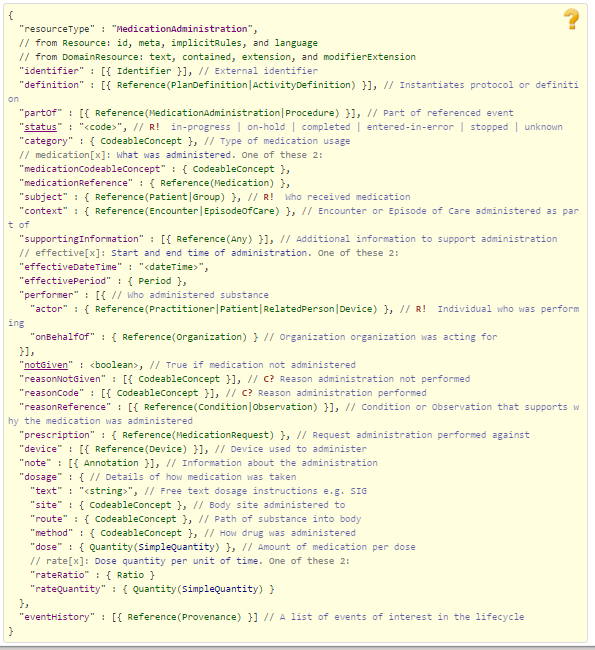 {
?
"resourceType" : "MedicationAdministration",
// from Resource: id, meta, implicitRules, and language
// from DomainResource: text, contained, extension, and modifierExtension
"identifier" : [{ Identifier }], // External identifier
"definition" : [{ Reference(PlanDefinition|ActivityDefinition) }], // Instantiates protocol or definiti
on
"partOf" : [{ Reference(MedicationAdministration|Procedure) }], // Part of referenced event
"status" : "<code>", // R!  in-progress | on-hold | completed | entered-in-error | stopped | unknown
"category" : { CodeableConcept }, // Type of medication usage
// medication[x]: What was administered. One of these 2:
"medicationCodeableConcept" : { CodeableConcept },
"medicationReference" : { Reference(Medication) },
"subject" : { Reference(Patient|Group) }, // R!  Who received medication
"context" : { Reference(Encounter|EpisodeOfCare) }, // Encounter or Episode of Care administered as par
t of
"supportingInformation" : [{ Reference(Any) }], // Additional information to support administration
// effective[x]: Start and end time of administration. One of these 2:
"effectiveDateTime" : "<dateTime>",
"effectivePeriod" : { Period },
"performer" : [{ // Who administered substance
"actor" : { Reference(Practitioner|Patient|RelatedPerson|Device) }, // R!  Individual who was perform
ing
"onBehalfOf" : { Reference(Organization) } // Organization organization was acting for
}],
"notGiven" : <boolean>, // True if medication not administered
"reasonNotGiven" : [{ CodeableConcept }], // C? Reason administration not performed
"reasonCode" : [{ CodeableConcept }], // C? Reason administration performed
"reasonReference" : [{ Reference(Condition|Observation) }], // Condition or Observation that supports w
hy the medication was administered
"prescription" : { Reference(MedicationRequest) }, // Request administration performed against
"device" : [{ Reference(Device) }], // Device used to administer
"note" : [{ Annotation }], // Information about the administration
"dosage" : { // Details of how medication was taken
"text" : "<string>", // Free text dosage instructions e.g. SIG
"site" : { CodeableConcept }, // Body site administered to
"route" : { CodeableConcept }, // Path of substance into body
"method" : { CodeableConcept }, // How drug was administered
"dose" : { Quantity(SimpleQuantity) }, // Amount of medication per dose
// rate[x]: Dose quantity per unit of time. One of these 2:
"rateRatio" : { Ratio }
"rateQuantity" : { Quantity(SimpleQuantity) }
},
"eventHistory" : [{ Reference(Provenance) }] // A list of events of interest in the lifecycle
}